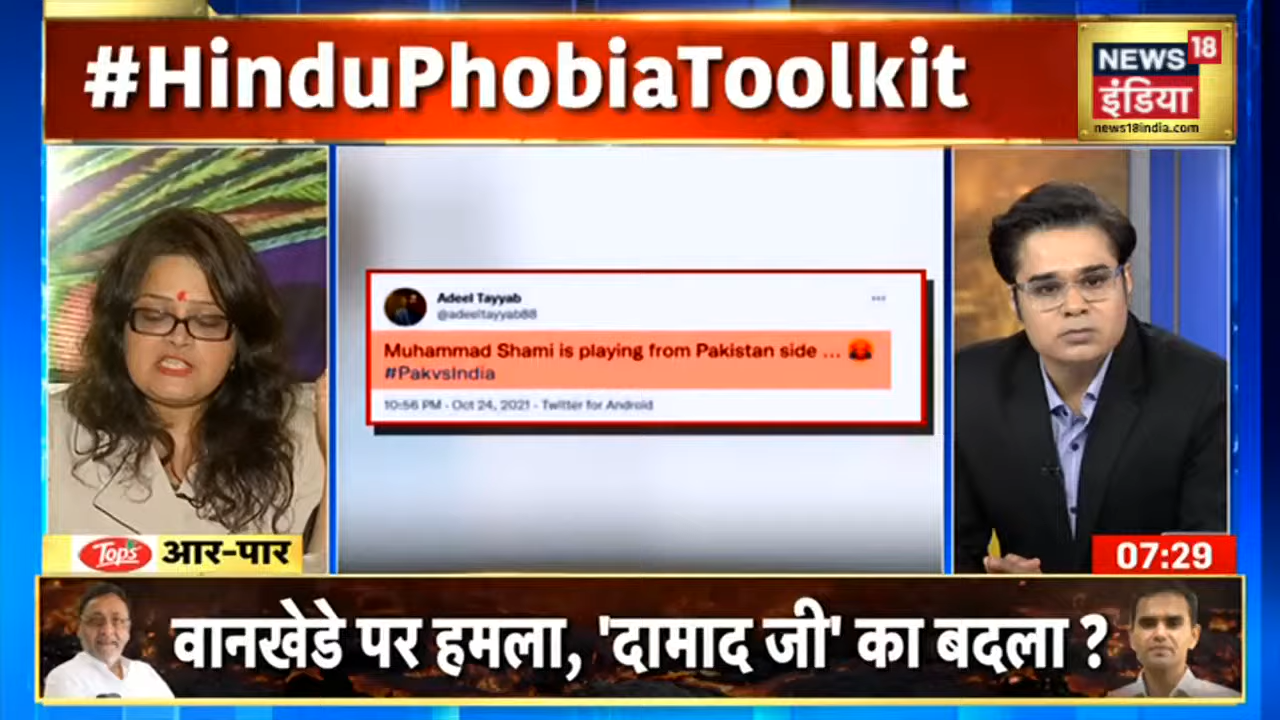 #HinduPhobiaToolkit
NEWS 18
इंडिया
news18india.com
Adeel Tayyab
@adeeltayyab88
Muhammad Shami is playing from Pakistan side ...
#PakvsIndia
10:56 PM - Oct 24, 2021 - Twitter for Android
Tops आर-पार
07:29
वानखेडे पर हमला, 'दामाद जी' का बदला ?